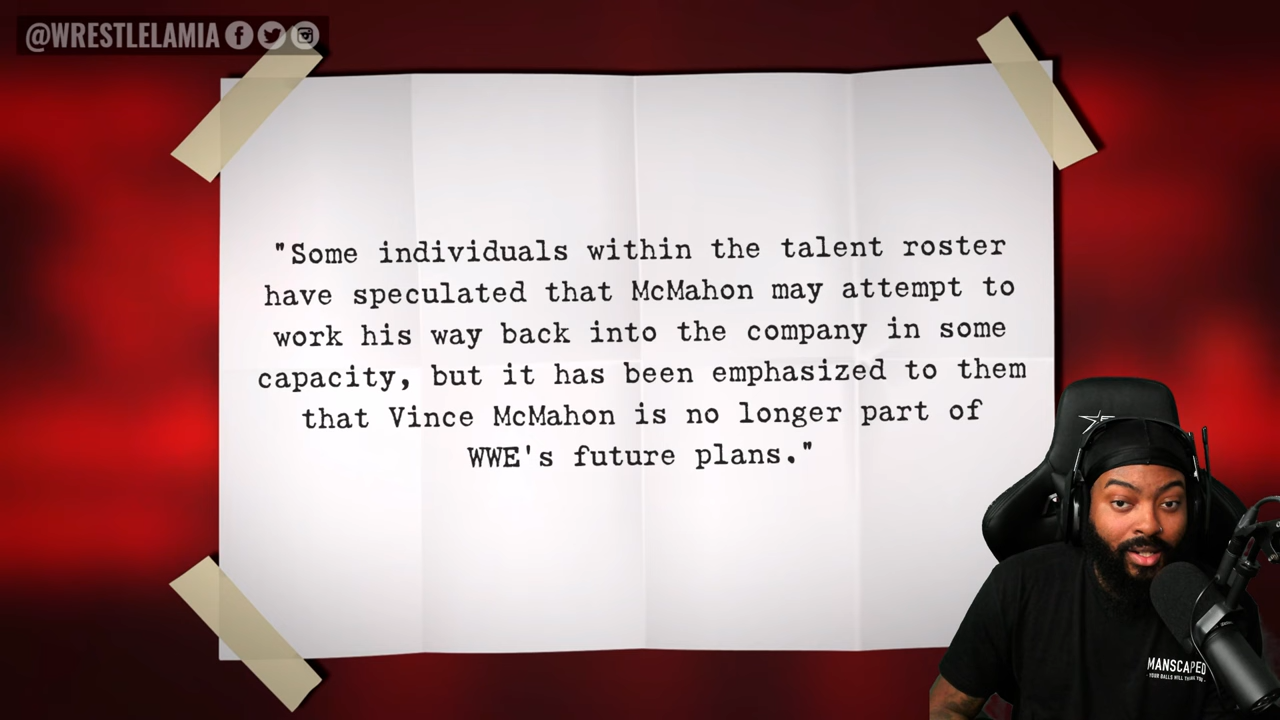 @WRESTLELAMIA
"Some individuals within the talent roster
have speculated that McMahon may attempt to
work his way back into the company in some
capacity, but it has been emphasized to them
that Vince McMahon is no longer part of
WWE's future plans."
MANSCAPED